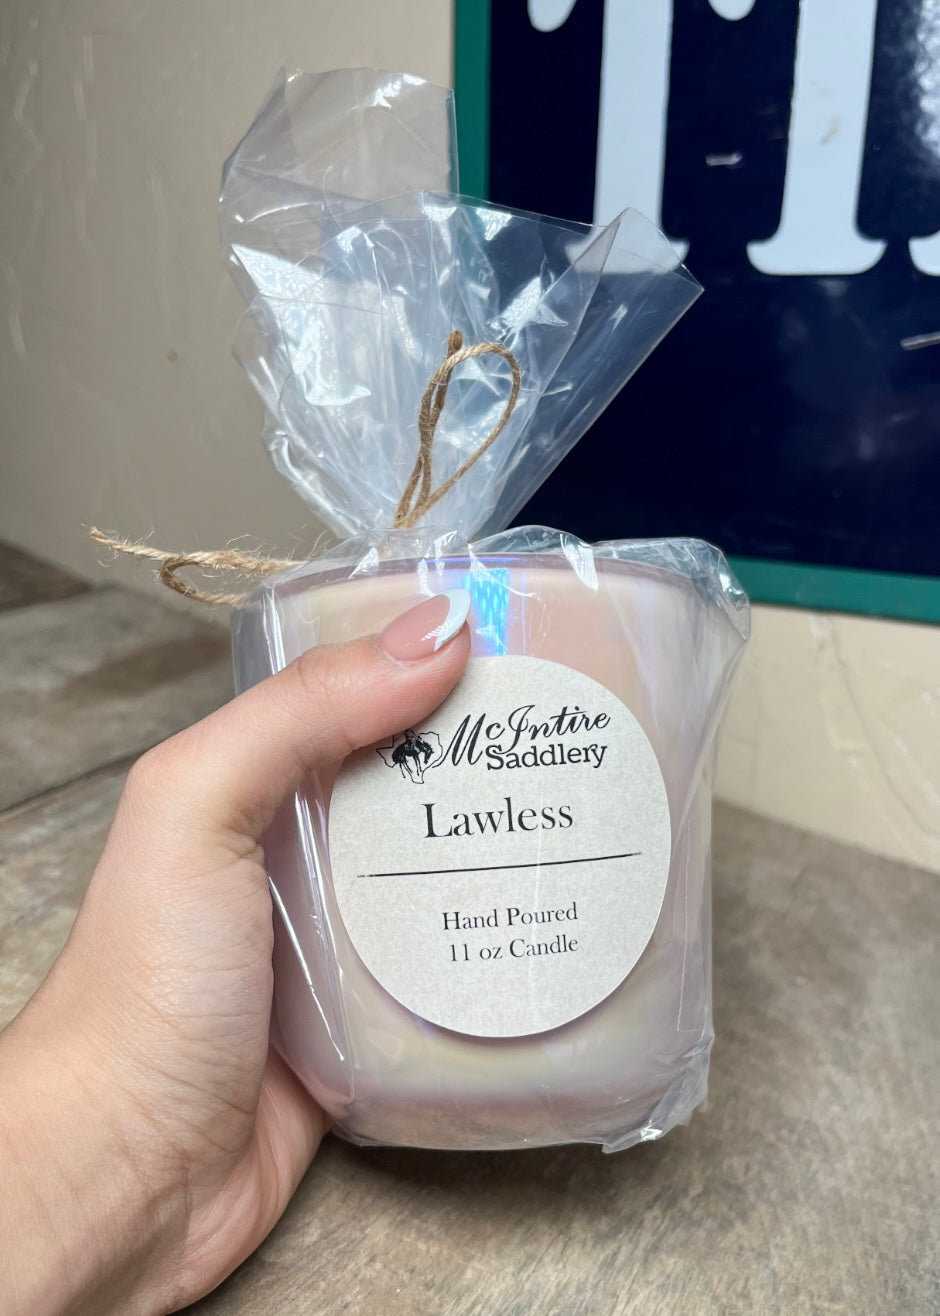 McIntire
Saddlery
Lawless
Hand Poured
11 oz Candle